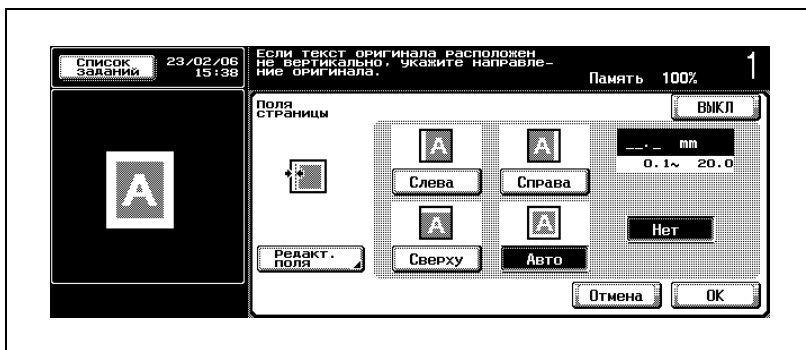 Список
заданий
23/02/06
15:38
Если текст оригинала расположен
не вертикально, укажите направле-
ние оригинала.
Память 100%
1
Поля
страницы
ВЫКЛ
A
A
A
__._ mm
0.1~ 20.0
Слева
Справа
A
A
Нет
Редакт.
поля
Сверху
Авто
Отмена
OK